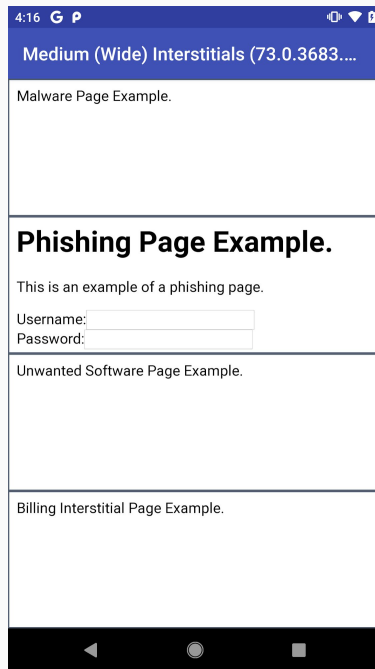 4:16
Medium (Wide) Interstitials (73.0.3683....
Malware Page Example.
Phishing Page Example.
This is an example of a phishing page.
Username:
Password:
Unwanted Software Page Example.
Billing Interstitial Page Example.